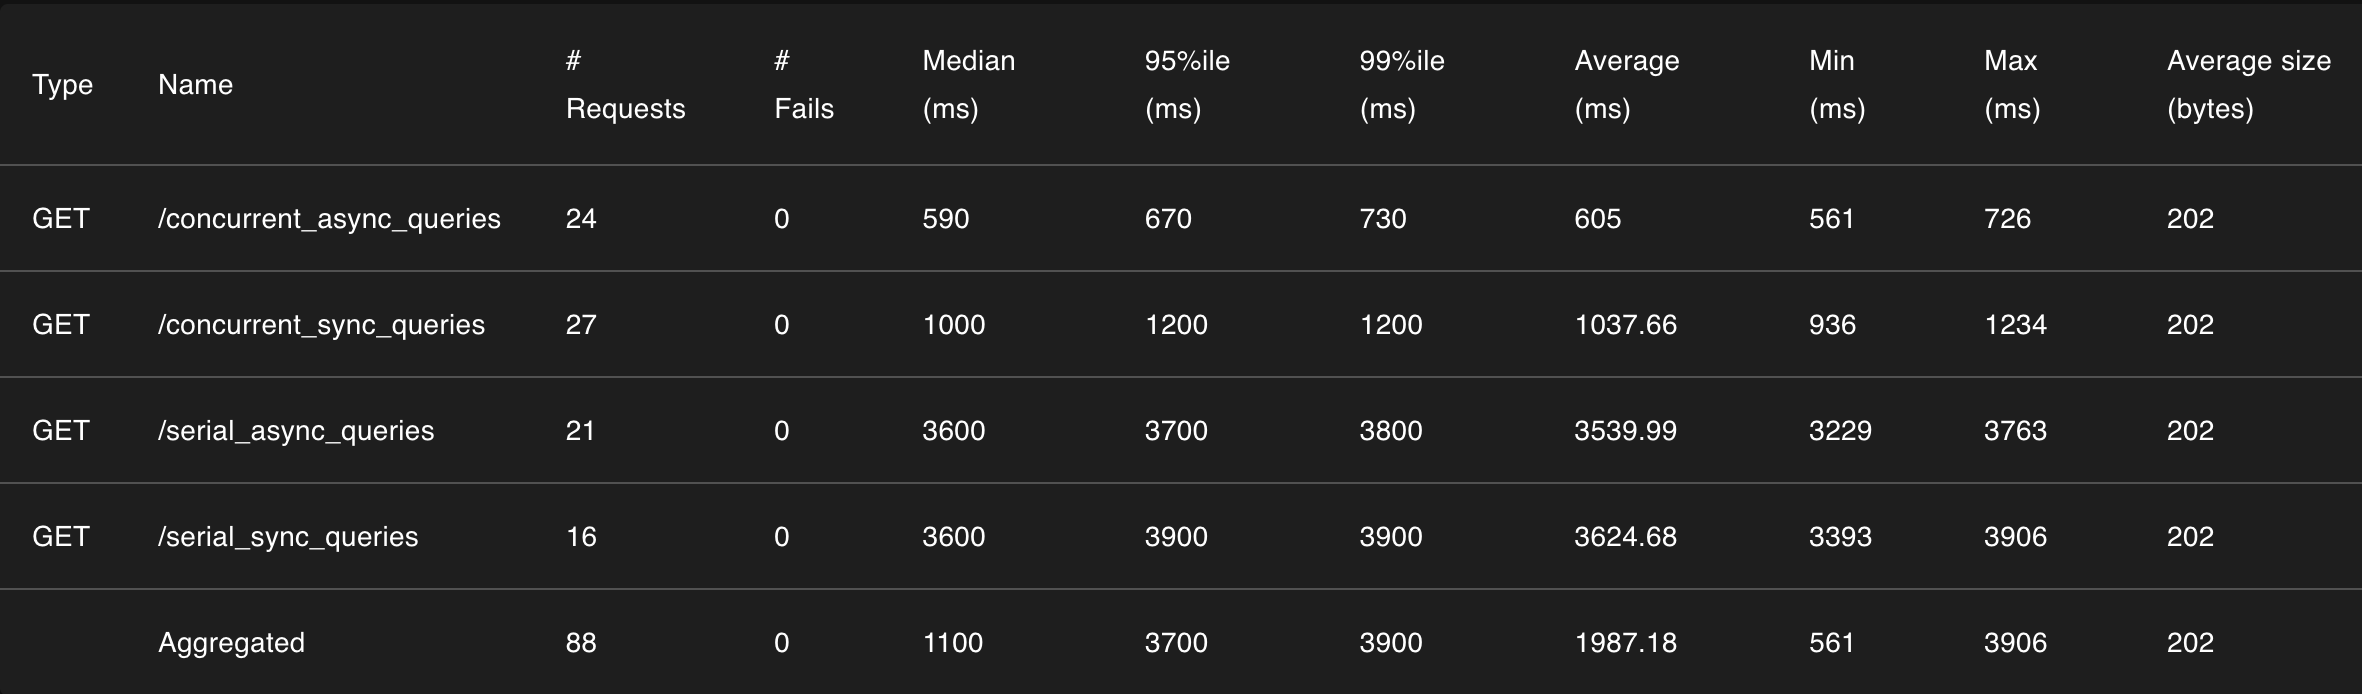 Type Name # Requests # Fails Median (ms) 95%ile (ms) 99%ile (ms) Average (ms) Min (ms) Max (ms) Average size (bytes)
GET /concurrent_async_queries 24 0 590 670 730 605 561 726 202
GET /concurrent_sync_queries 27 0 1000 1200 1200 1037.66 936 1234 202
GET /serial_async_queries 21 0 3600 3700 3800 3539.99 3229 3763 202
GET /serial_sync_queries 16 0 3600 3900 3900 3624.68 3393 3906 202
Aggregated 88 0 1100 3700 3900 1987.18 561 3906 202